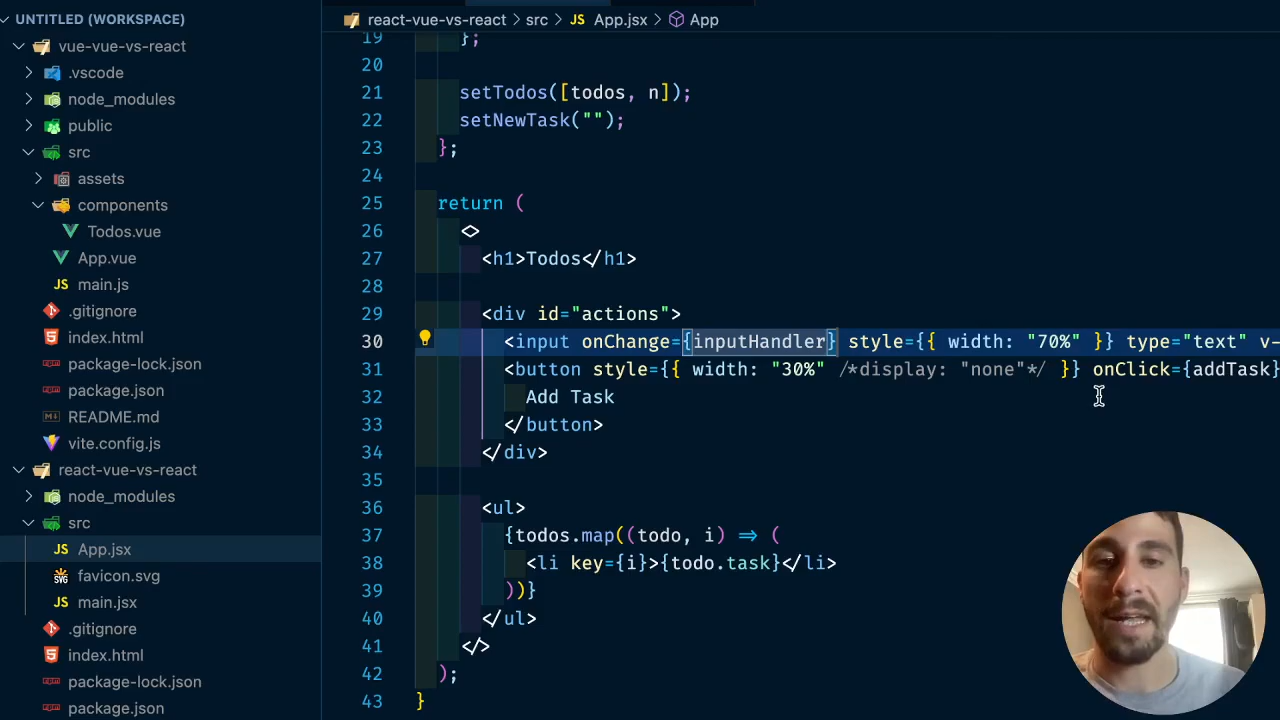 UNTITLED (WORKSPACE)
vue-vue-vs-react
.vscode
node_modules
public
src
assets
components
Todos.vue
App.vue
main.js
.gitignore
index.html
package-lock.json
package.json
README.md
vite.config.js
react-vue-vs-react
node_modules
src
App.jsx
favicon.svg
main.jsx
.gitignore
index.html
package-lock.json
package.json
react-vue-vs-react > src > JS App.jsx > App
19 };
20
21 setTodos([todos, n]);
22 setNewTask("");
23 };
24
25 return (
26 <>
27 <h1>Todos</h1>
28
29 <div id="actions">
30 <input onChange={inputHandler} style={{ width: "70%" }} type="text" v-
31 <button style={{ width: "30%" /*display: "none"*/ }} onClick={addTask}
32 Add Task
33 </button>
34 </div>
35
36 <ul>
37 {todos.map((todo, i) => (
38 <li key={i}>{todo.task}</li>
39 ))}
40 </ul>
41 </>
42 );
43 }